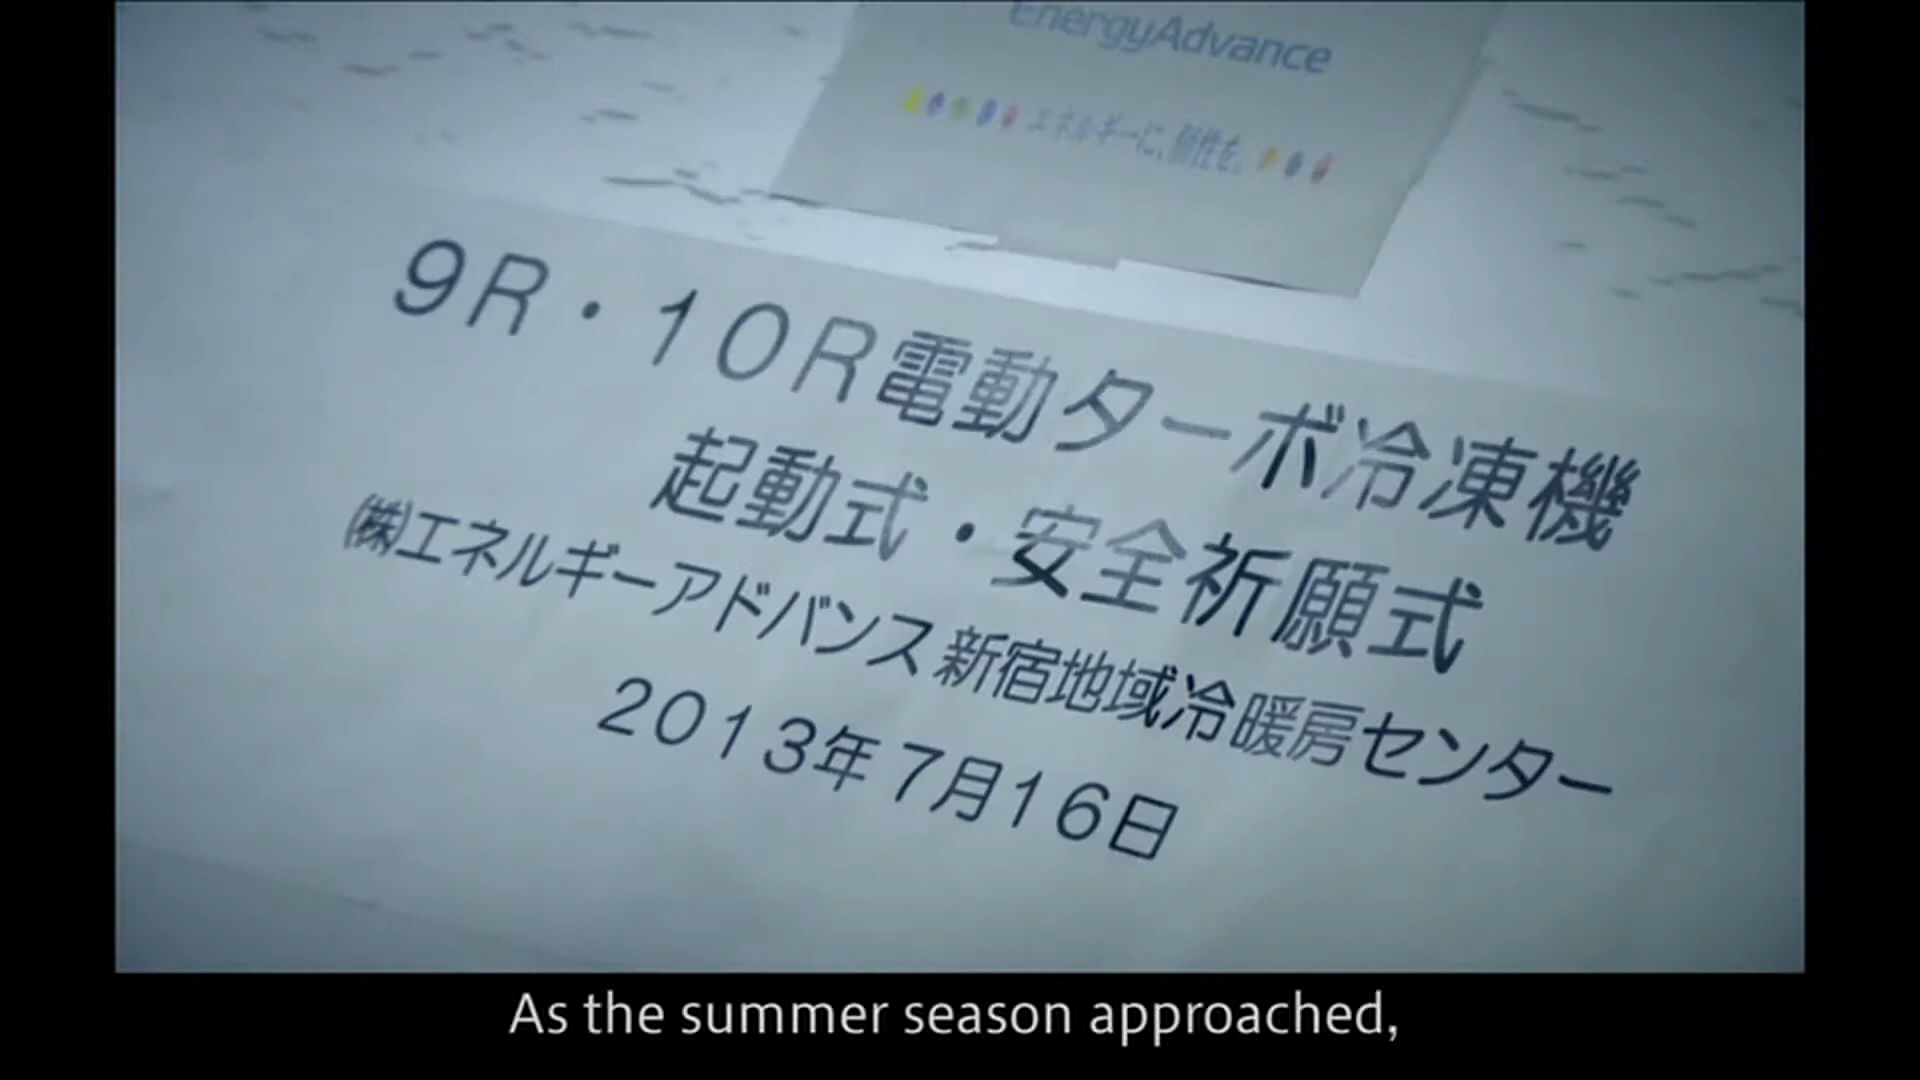 EnergyAdvance
エネルギーに、個性を。
９Ｒ・１０Ｒ電動ターボ冷凍機
起動式・安全祈願式
㈱エネルギーアドバンス新宿地域冷暖房センター
２０１３年７月１６日
As the summer season approached,